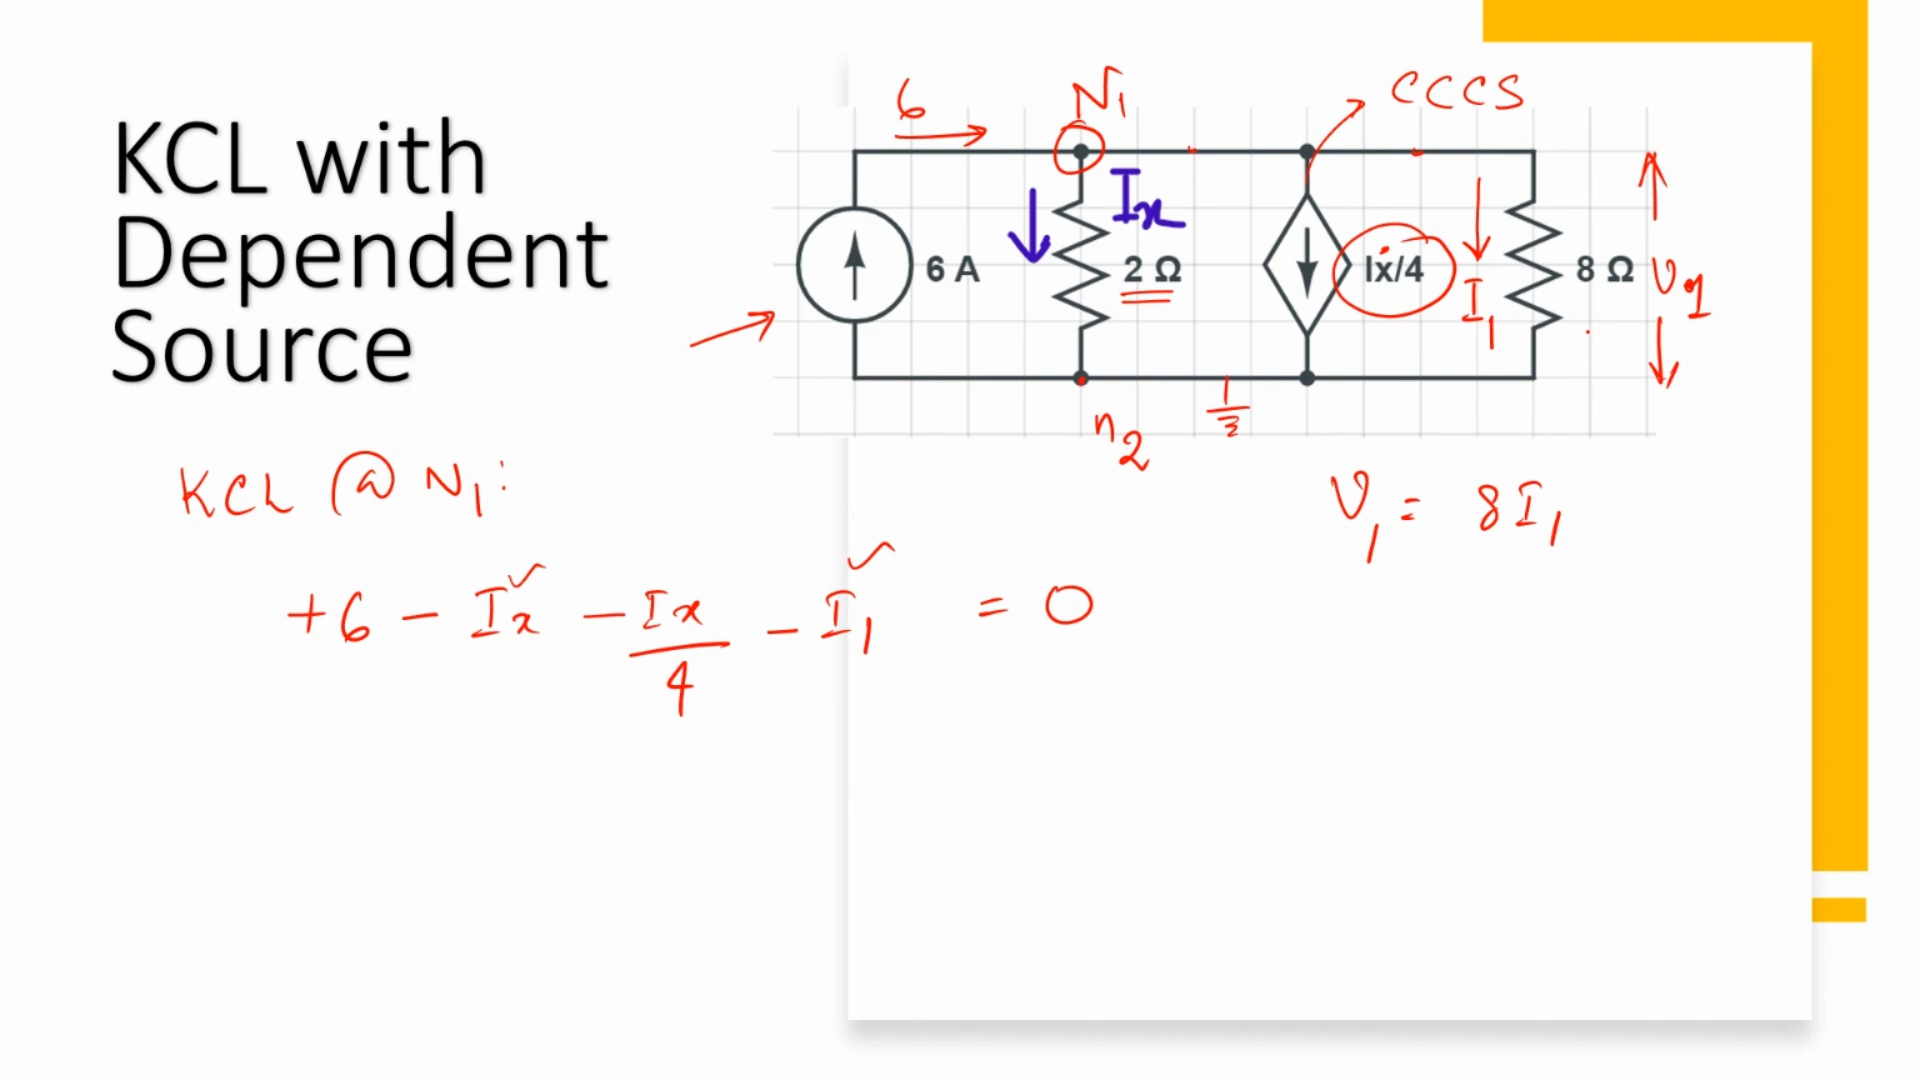 KCL with
Dependent
Source
6
N1
CCCS
Ix
6 A
2 Ω
Ix/4
I1
8 Ω
V1
n2
KCL @ N1:
V1 = 8I1
+6 - Ix - Ix/4 - I1 = 0